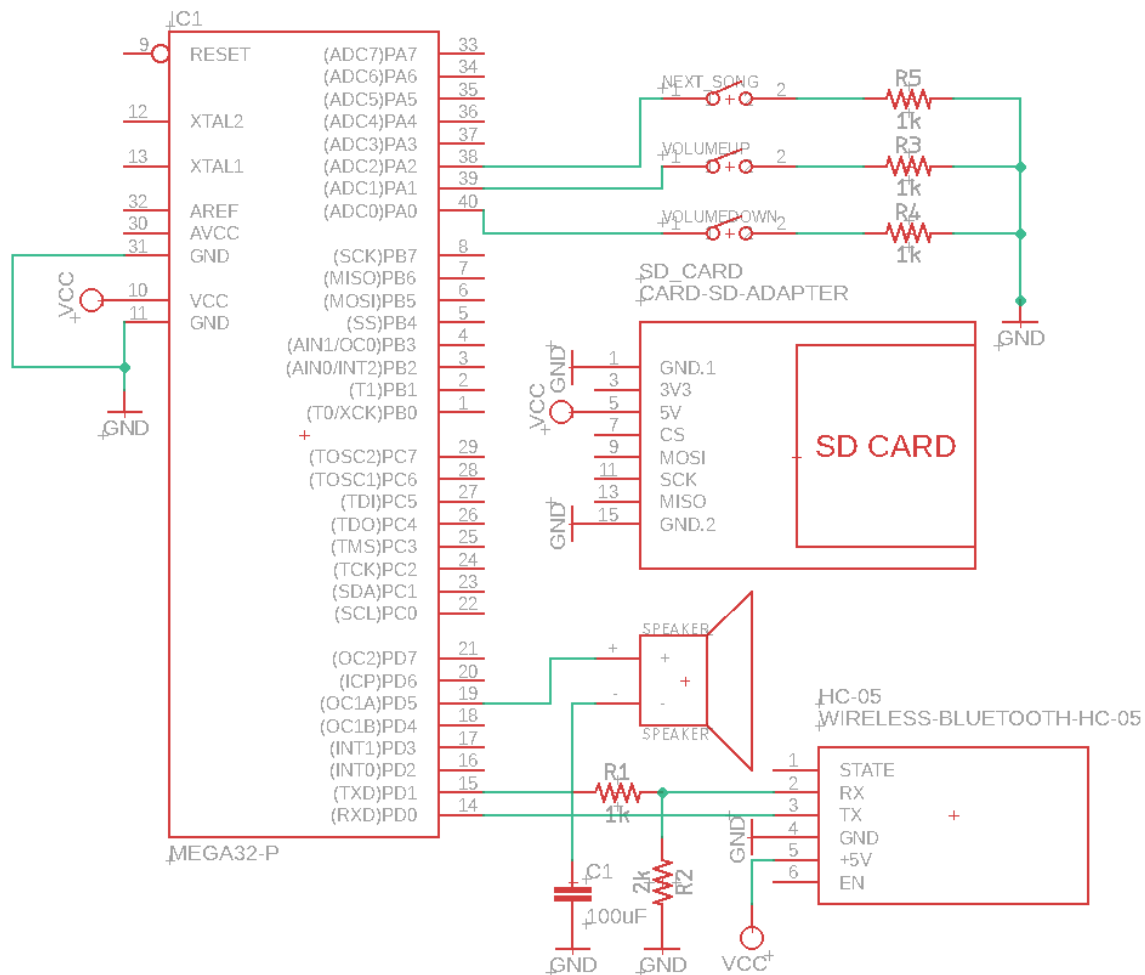 IC1
9 RESET (ADC7)PA7 33
(ADC6)PA6 34
(ADC5)PA5 35
12 XTAL2 (ADC4)PA4 36
(ADC3)PA3 37
13 XTAL1 (ADC2)PA2 38
(ADC1)PA1 39
32 AREF (ADC0)PA0 40
30 AVCC
31 GND (SCK)PB7 8
(MISO)PB6 7
VCC 10 VCC (MOSI)PB5 6
11 GND (SS)PB4 5
(AIN1/OC0)PB3 4
(AIN0/INT2)PB2 3
(T1)PB1 2
GND (T0/XCK)PB0 1
(TOSC2)PC7 29
(TOSC1)PC6 28
(TDI)PC5 27
(TDO)PC4 26
(TMS)PC3 25
(TCK)PC2 24
(SDA)PC1 23
(SCL)PC0 22
(OC2)PD7 21
(ICP)PD6 20
(OC1A)PD5 19
(OC1B)PD4 18
(INT1)PD3 17
(INT0)PD2 16
(TXD)PD1 15
(RXD)PD0 14
MEGA32-P
NEXT_SONG R5
1 2 1k
VOLUMEUP R3
1 2 1k
VOLUMEDOWN R4
1 2 1k
GND
SD_CARD
CARD-SD-ADAPTER
GND 1 GND.1
3 3V3
VCC 5 5V
7 CS
9 MOSI
11 SCK
13 MISO
GND 15 GND.2
SD CARD
SPEAKER
+ +
- -
SPEAKER
HC-05
WIRELESS-BLUETOOTH-HC-05
1 STATE
2 RX
3 TX
GND 4 GND
5 +5V
6 EN
VCC
R1
1k
C1
100uF
GND
2k R2
GND